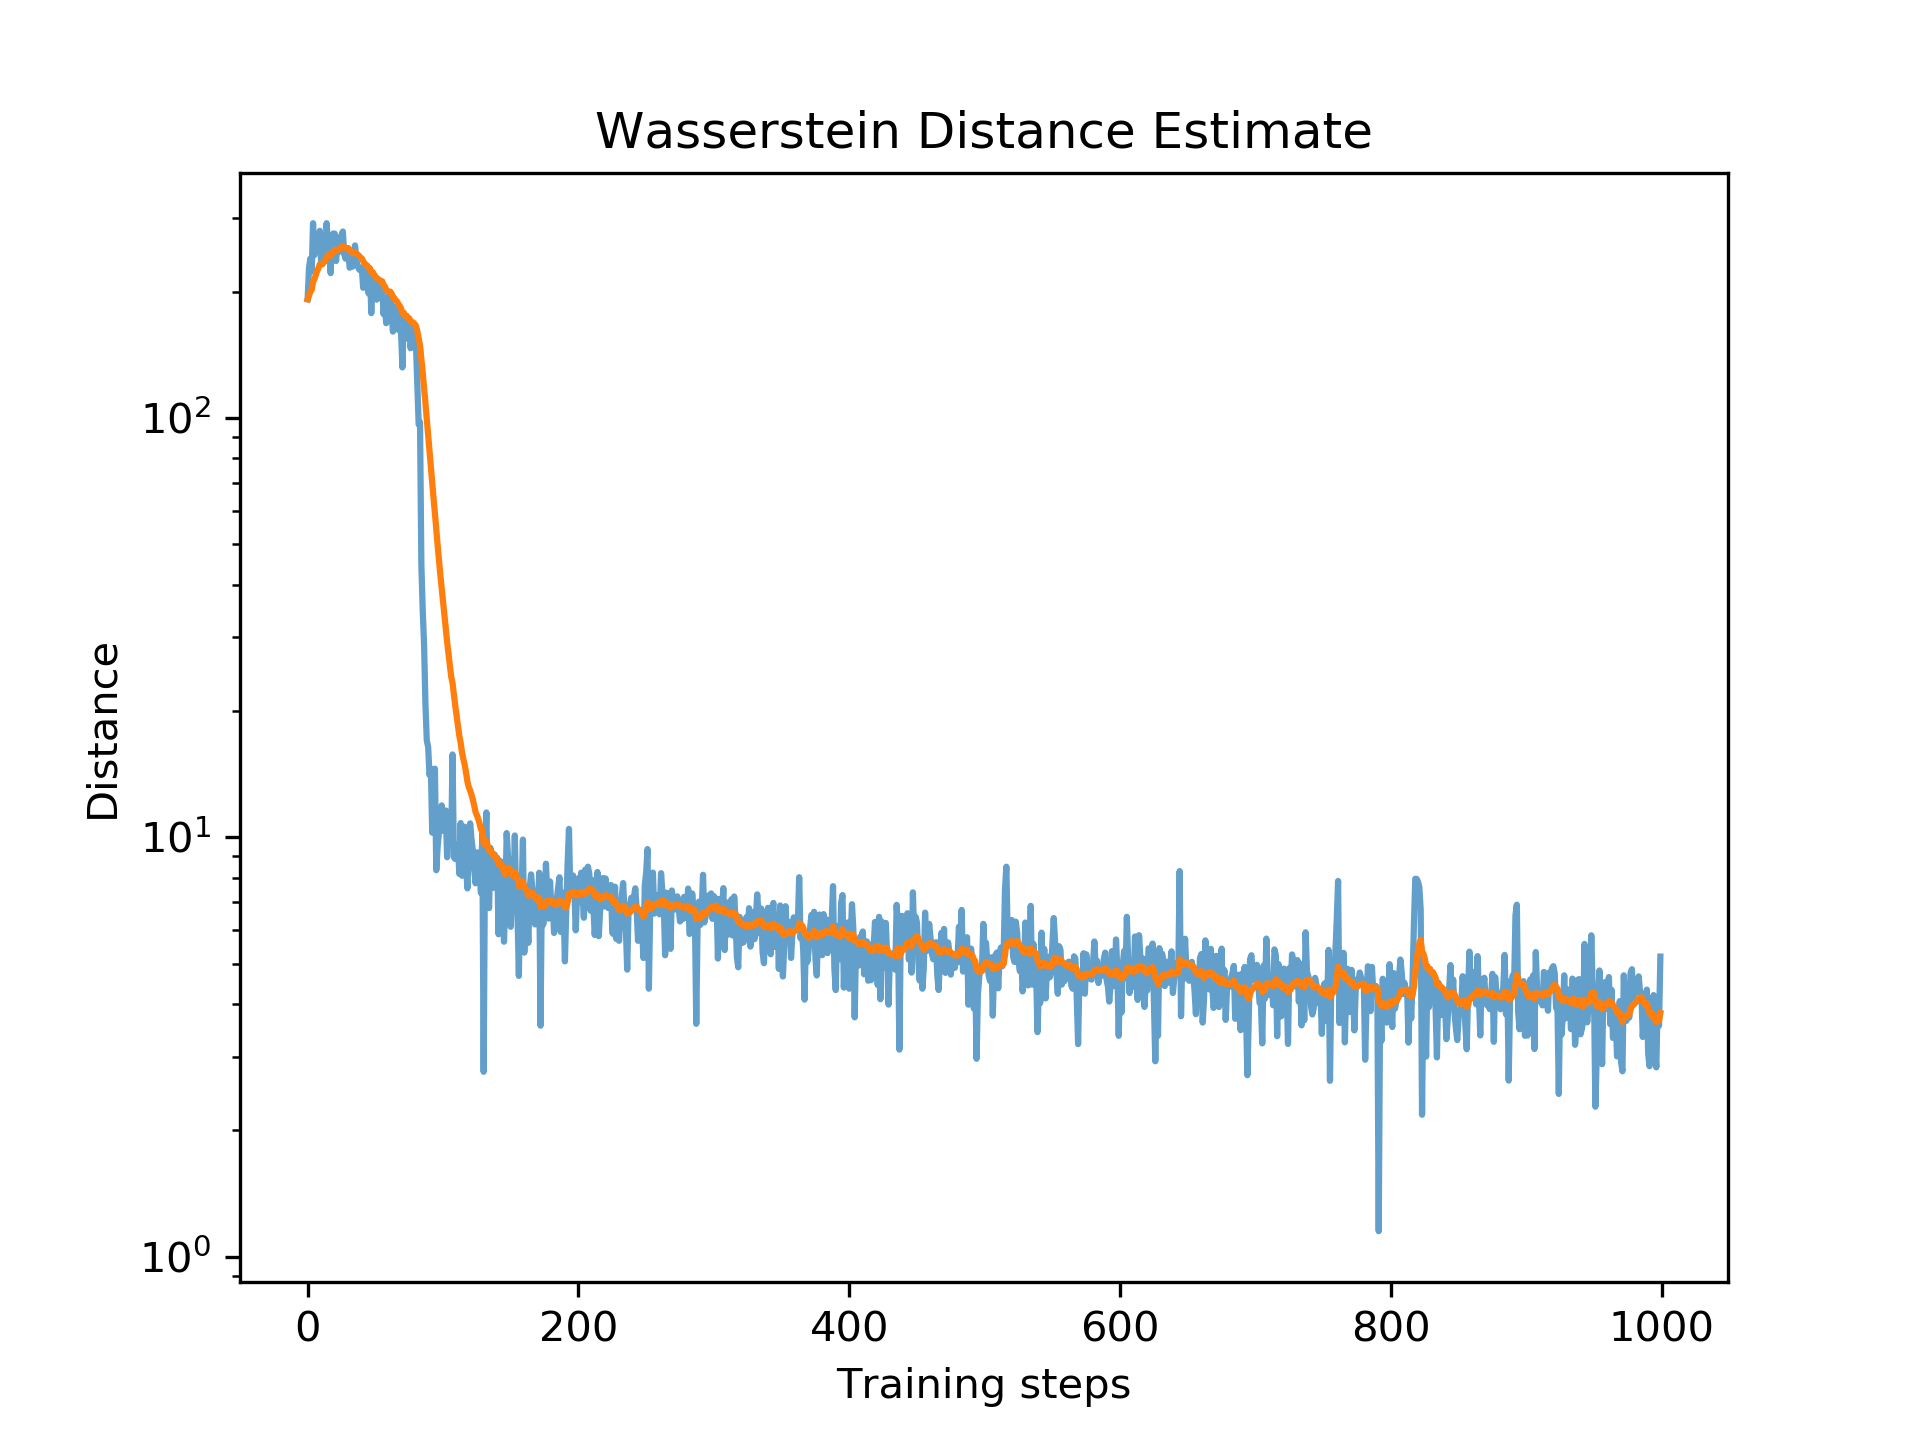 Wasserstein Distance Estimate
Distance
10²
10¹
10⁰
0 200 400 600 800 1000
Training steps